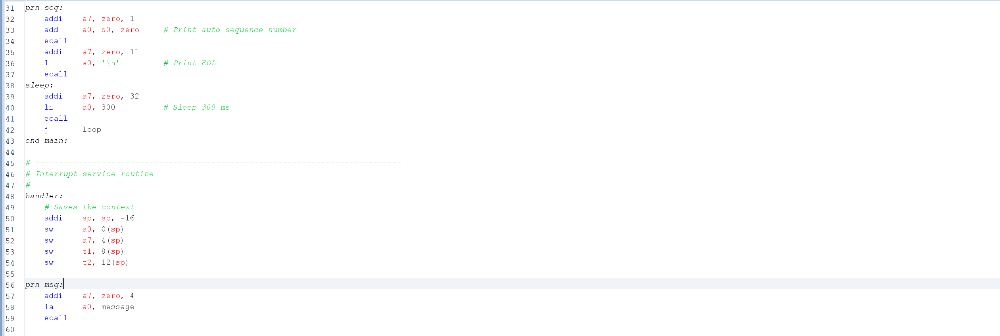 31 prn_seq:
32     addi    a7, zero, 1
33     add     a0, s0, zero     # Print auto sequence number
34     ecall
35     addi    a7, zero, 11
36     li      a0, '\n'         # Print EOL
37     ecall
38 sleep:
39     addi    a7, zero, 32
40     li      a0, 300          # Sleep 300 ms
41     ecall
42     j       loop
43 end_main:
44
45 # ------------------------------------------------------------------------------
46 # Interrupt service routine
47 # ------------------------------------------------------------------------------
48 handler:
49     # Saves the context
50     addi    sp, sp, -16
51     sw      a0, 0(sp)
52     sw      a7, 4(sp)
53     sw      t1, 8(sp)
54     sw      t2, 12(sp)
55
56 prn_msg:
57     addi    a7, zero, 4
58     la      a0, message
59     ecall
60